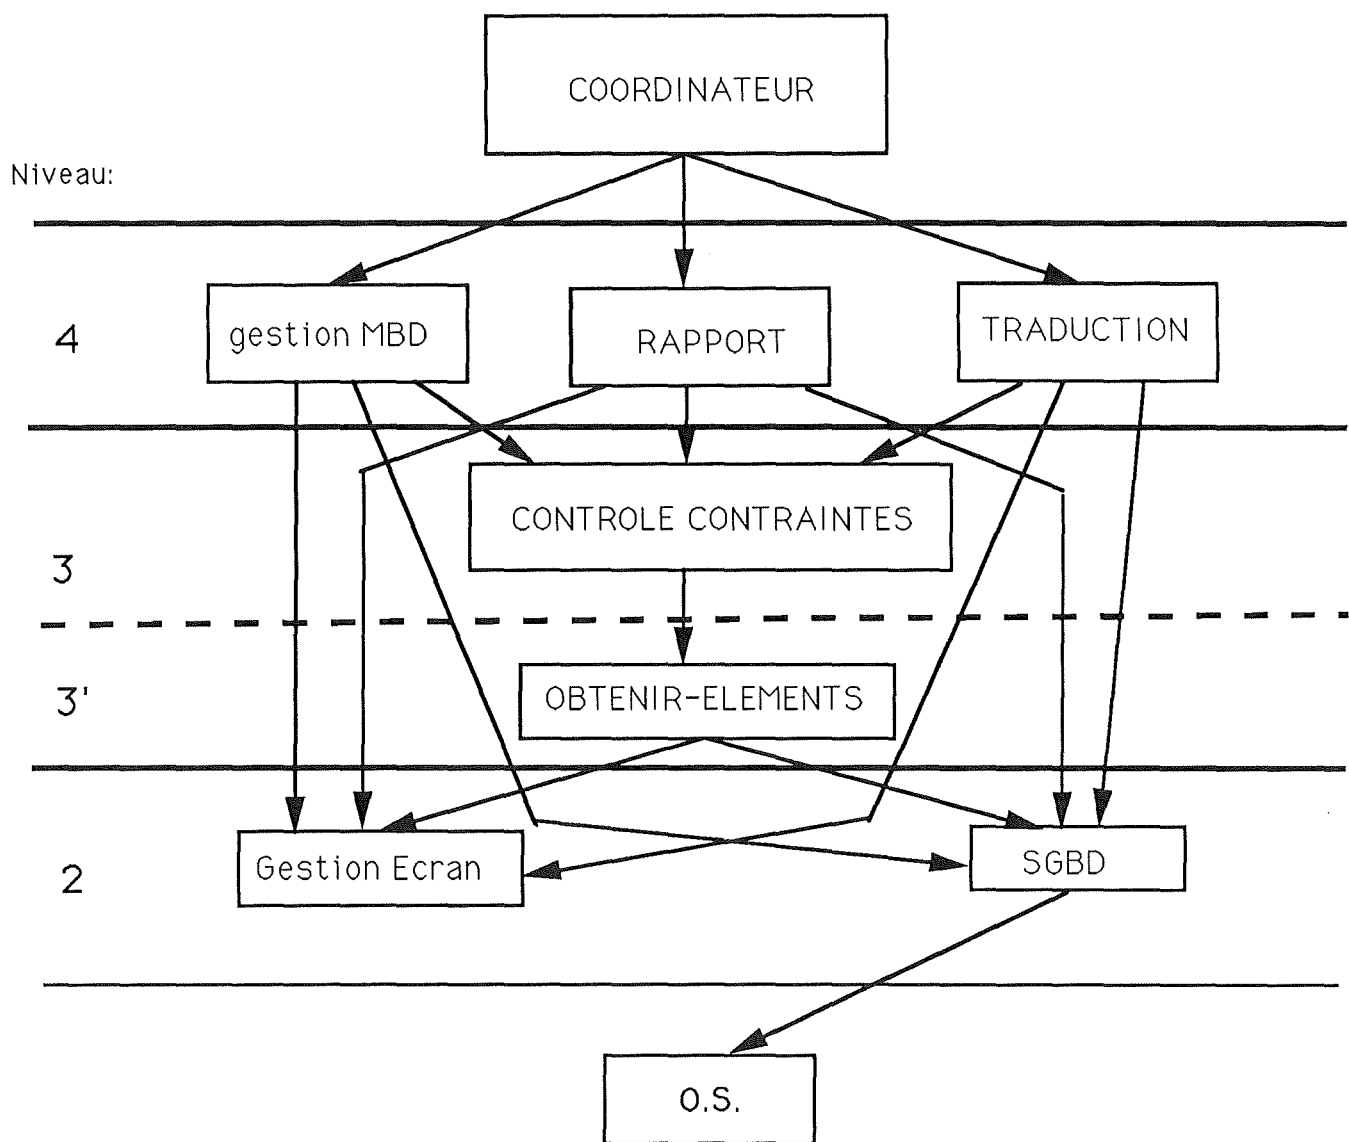 COORDINATEUR
Niveau:
4
gestion MBD
RAPPORT
TRADUCTION
3
CONTROLE CONTRAINTES
3'
OBTENIR-ELEMENTS
2
Gestion Ecran
SGBD
O.S.